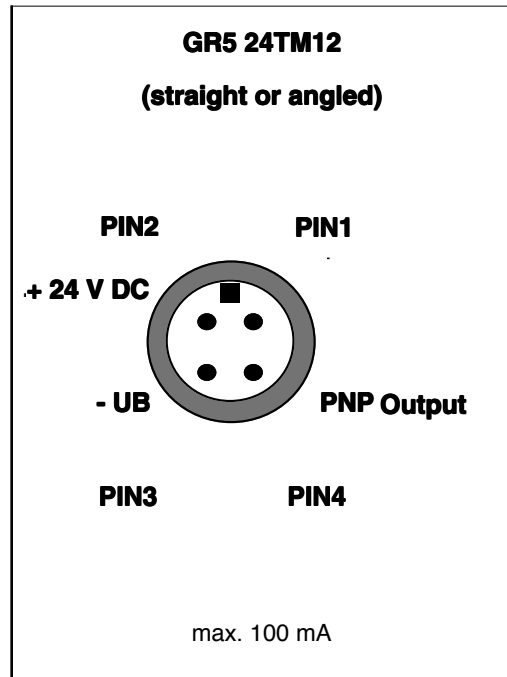 GR5 24TM12
(straight or angled)
PIN2 PIN1
+ 24 V DC
- UB PNP Output
PIN3 PIN4
max. 100 mA